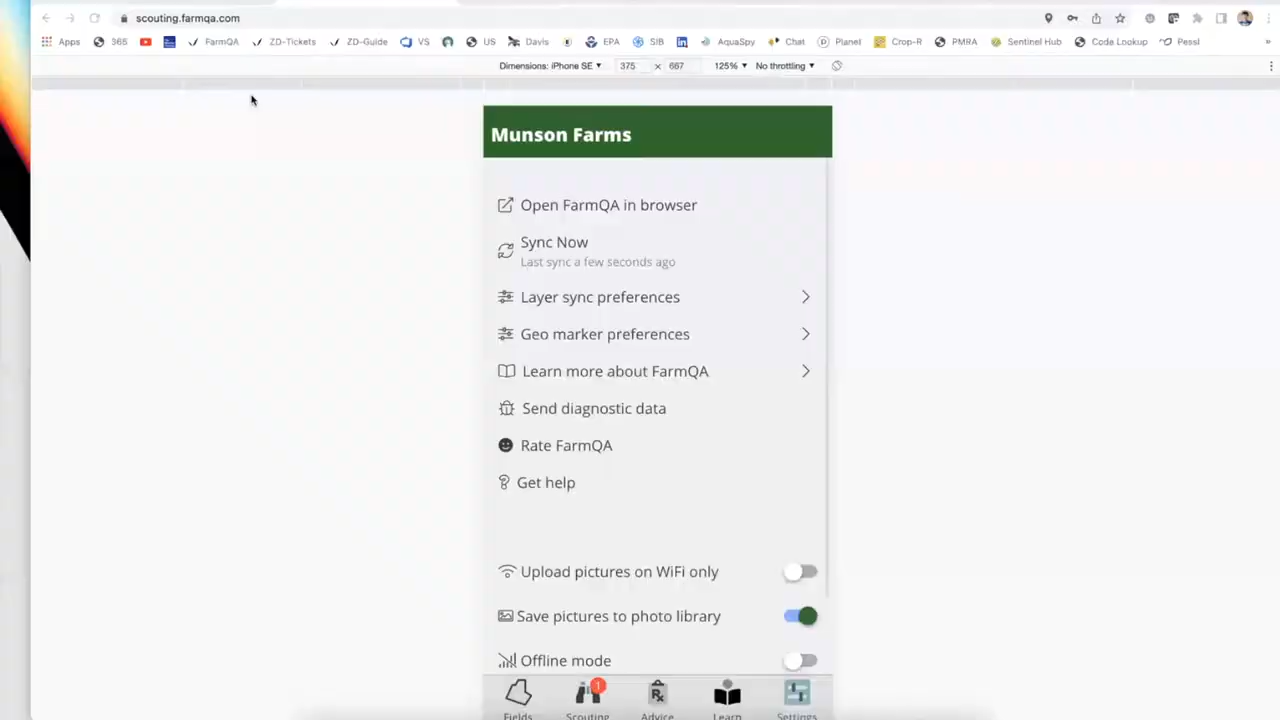 scouting.farmqa.com
Apps 365 FarmQA ZD-Tickets ZD-Guide VS US Davis EPA SIB AquaSpy Chat Planet Crop-R PMRA Sentinel Hub Code Lookup Pessl »
Dimensions: iPhone SE ▼ 375 x 667 125% ▼ No throttling ▼
Munson Farms
Open FarmQA in browser
Sync Now
Last sync a few seconds ago
Layer sync preferences
Geo marker preferences
Learn more about FarmQA
Send diagnostic data
Rate FarmQA
Get help
Upload pictures on WiFi only
Save pictures to photo library
Offline mode
1
Fields Scouting Advice Learn Settings